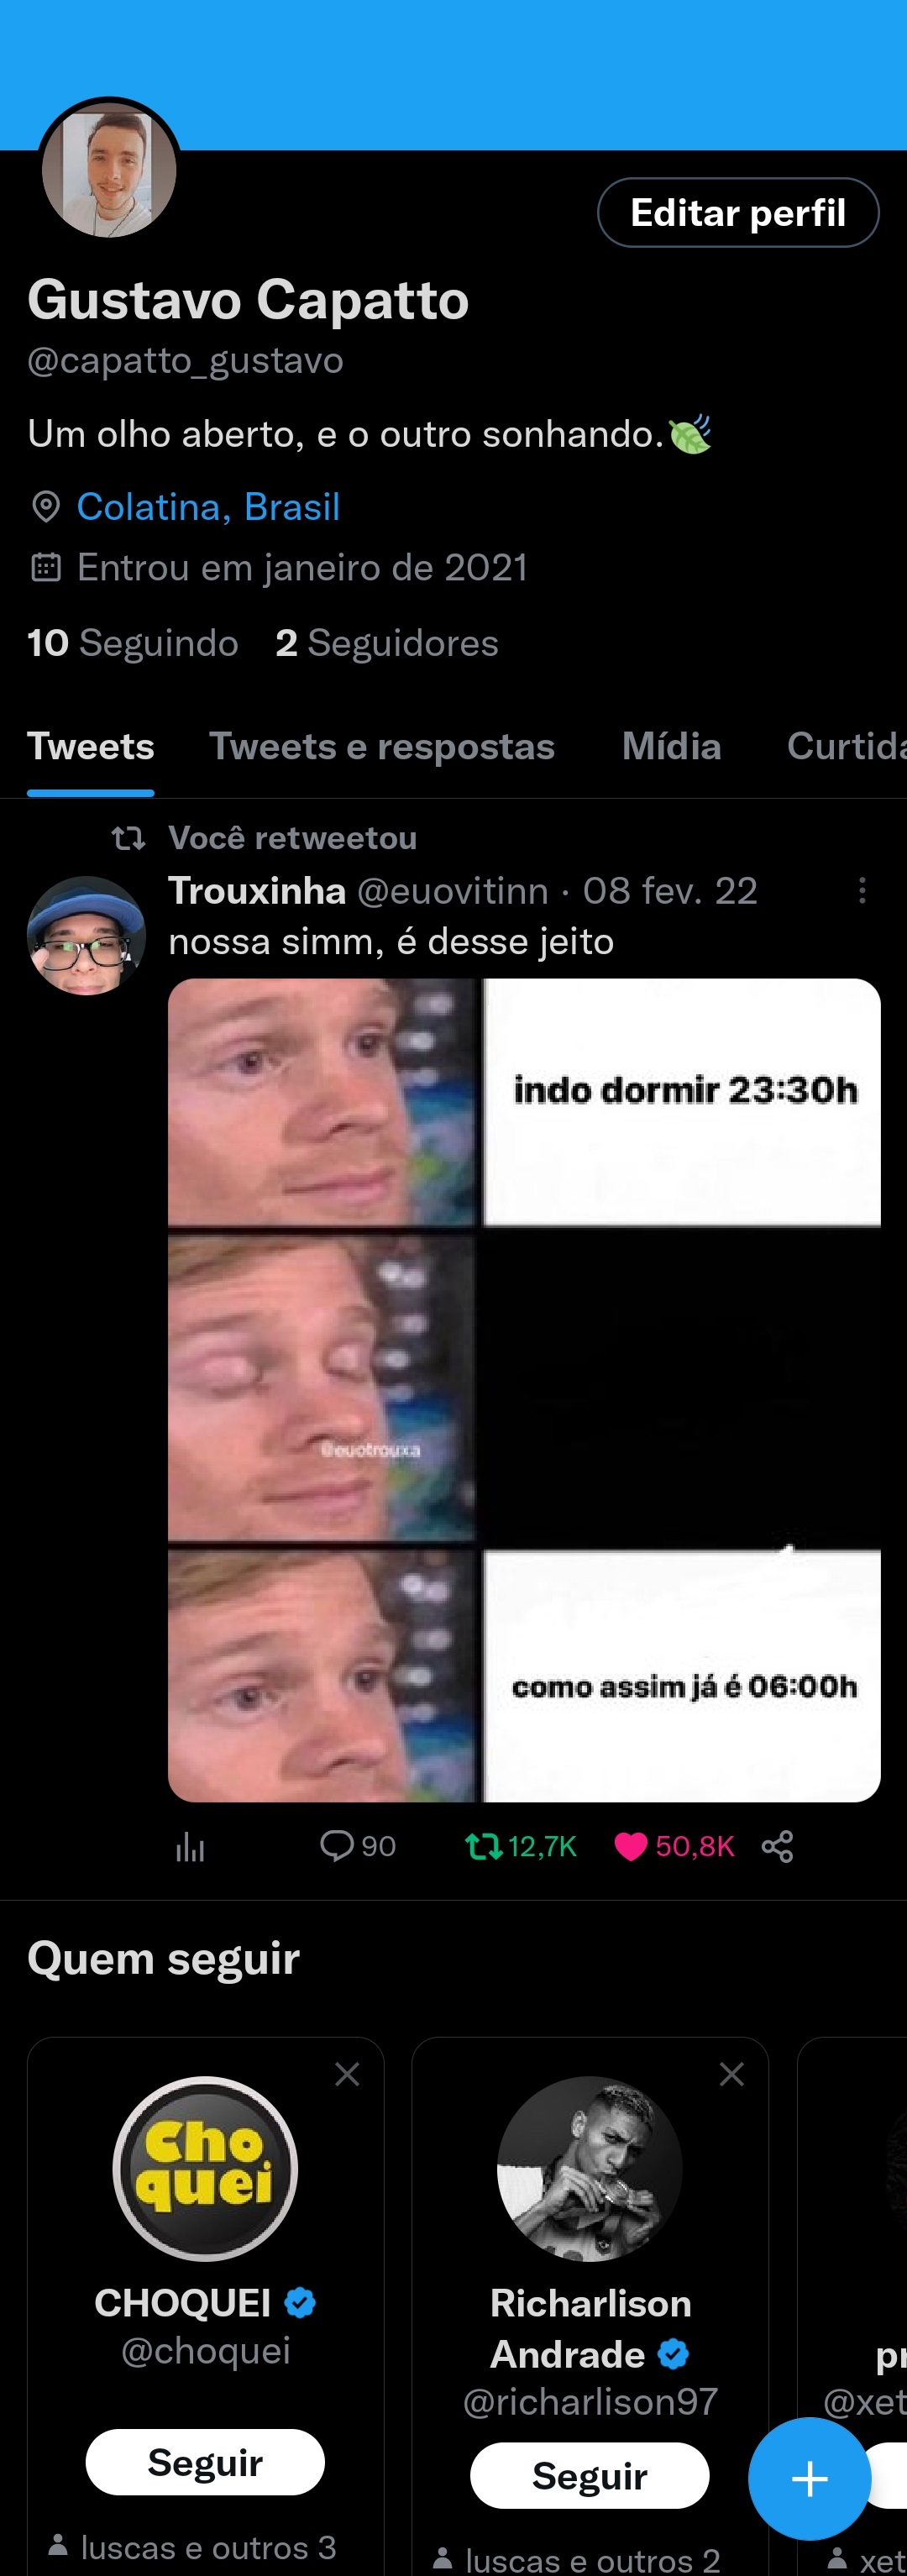 Editar perfil
Gustavo Capatto
@capatto_gustavo
Um olho aberto, e o outro sonhando.🍃
Colatina, Brasil
Entrou em janeiro de 2021
10 Seguindo 2 Seguidores
Tweets Tweets e respostas Mídia Curtida
Você retweetou
Trouxinha @euovitinn · 08 fev. 22
nossa simm, é desse jeito
indo dormir 23:30h
@euotrouxa
como assim já é 06:00h
90 12,7K 50,8K
Quem seguir
Cho
quei
CHOQUEI
@choquei
Seguir
luscas e outros 3
Richarlison
Andrade
@richarlison97
Seguir
luscas e outros 2
pr
@xet
xet